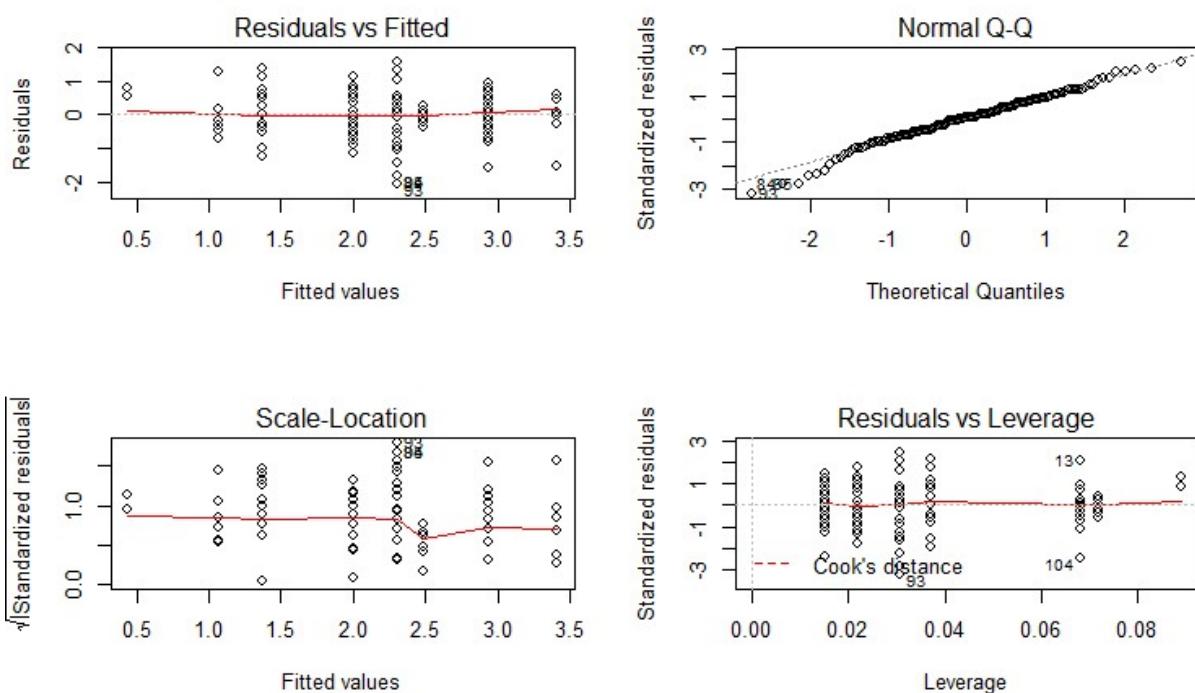 Residuals vs Fitted
Residuals
2
0
-2
93
0.5 1.0 1.5 2.0 2.5 3.0 3.5
Fitted values
Normal Q-Q
Standardized residuals
3
1
-1
-3
93
-2 -1 0 1 2
Theoretical Quantiles
Scale-Location
√|Standardized residuals|
1.0
0.0
93
0.5 1.0 1.5 2.0 2.5 3.0 3.5
Fitted values
Residuals vs Leverage
Standardized residuals
3
1
-1
-3
13
104
93
Cook's distance
0.00 0.02 0.04 0.06 0.08
Leverage